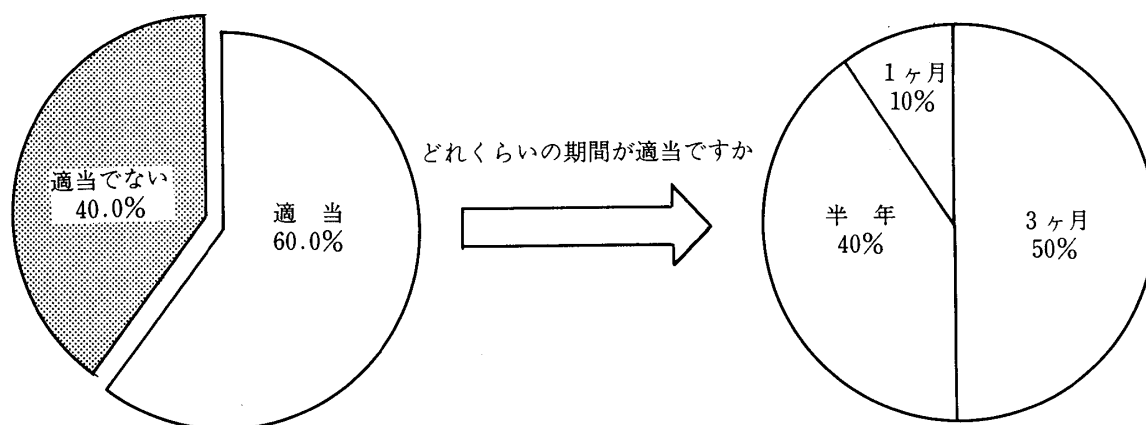 適当でない
40.0%
適 当
60.0%
どれくらいの期間が適当ですか
1ヶ月
10%
半 年
40%
3ヶ月
50%